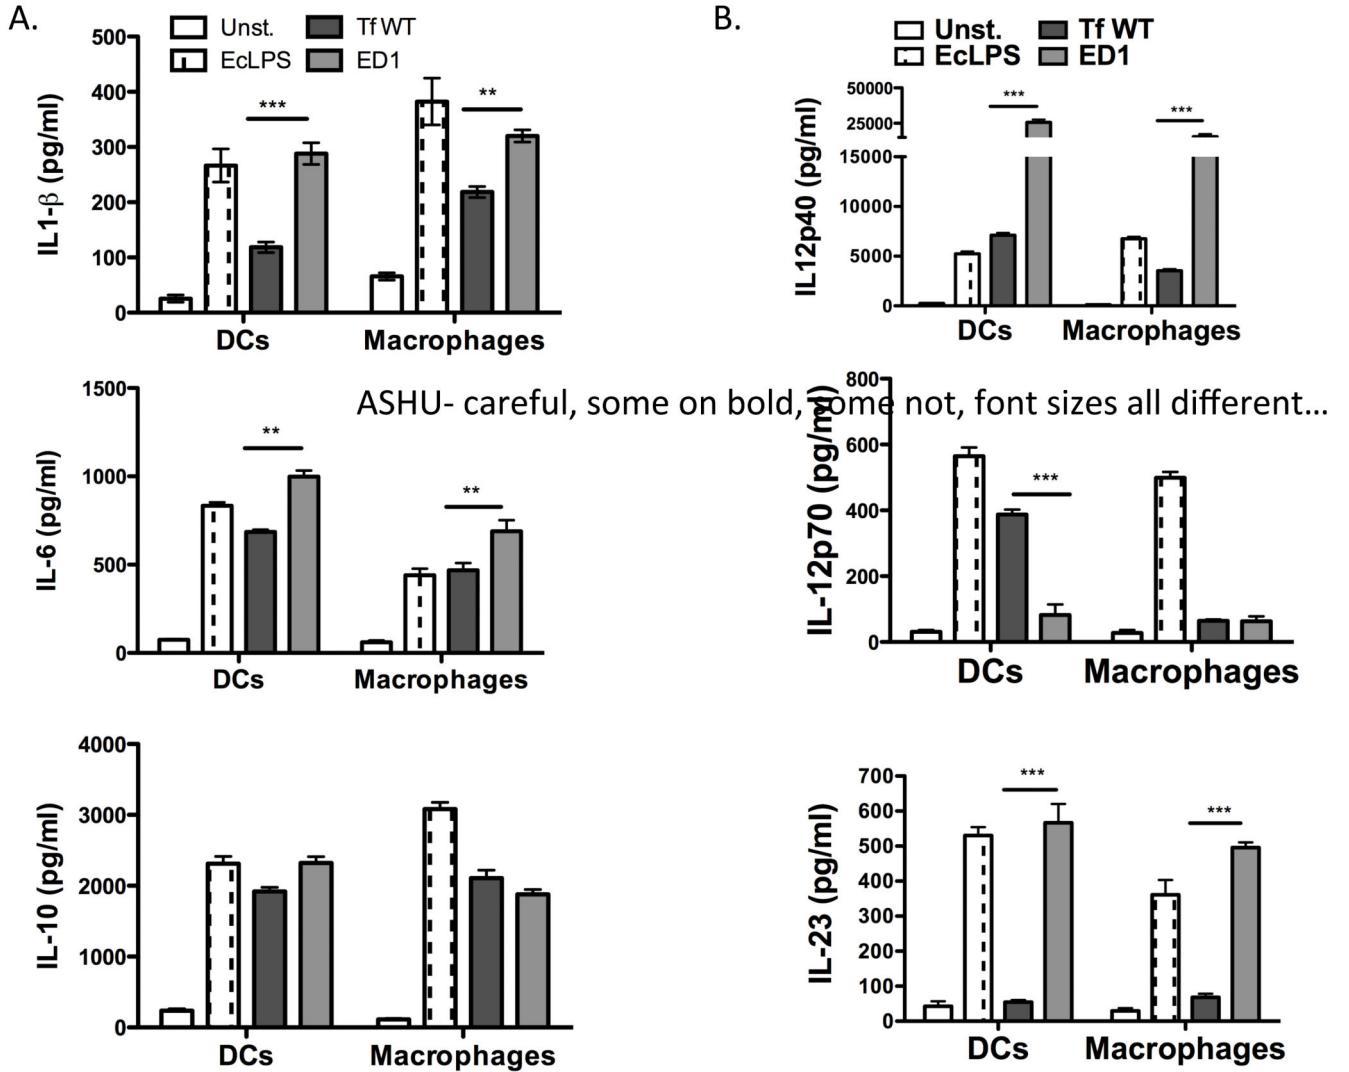 A.
Unst. Tf WT
EcLPS ED1
500
400
300
200
100
0
IL1-β (pg/ml)
***
**
DCs Macrophages
1500
1000
500
0
IL-6 (pg/ml)
**
**
DCs Macrophages
4000
3000
2000
1000
0
IL-10 (pg/ml)
DCs Macrophages
B.
Unst. Tf WT
EcLPS ED1
50000
25000
15000
10000
5000
0
IL12p40 (pg/ml)
***
***
DCs Macrophages
ASHU- careful, some on bold, some not, font sizes all different...
800
600
400
200
0
IL-12p70 (pg/ml)
***
DCs Macrophages
700
600
500
400
300
200
100
0
IL-23 (pg/ml)
***
***
DCs Macrophages